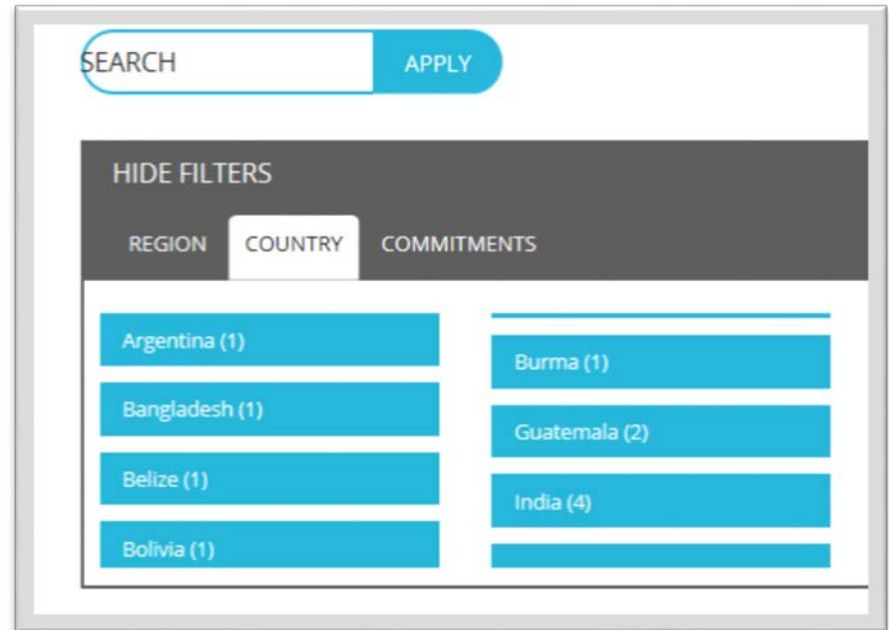 SEARCH
APPLY
HIDE FILTERS
REGION COUNTRY COMMITMENTS
Argentina (1)
Bangladesh (1)
Belize (1)
Bolivia (1)
Burma (1)
Guatemala (2)
India (4)